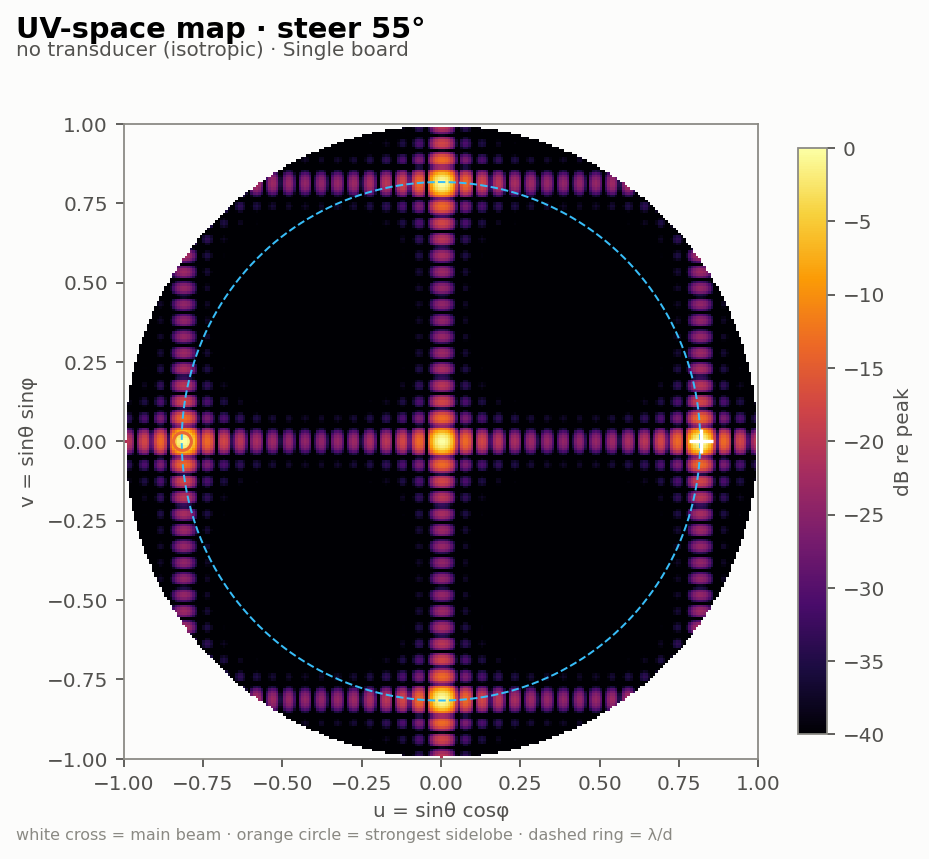 UV-space map · steer 55°
no transducer (isotropic) · Single board
1.00
0.75
0.50
0.25
0.00
−0.25
−0.50
−0.75
−1.00
v = sinθ sinφ
−1.00 −0.75 −0.50 −0.25 0.00 0.25 0.50 0.75 1.00
u = sinθ cosφ
0
−5
−10
−15
−20
−25
−30
−35
−40
dB re peak
white cross = main beam · orange circle = strongest sidelobe · dashed ring = λ/d